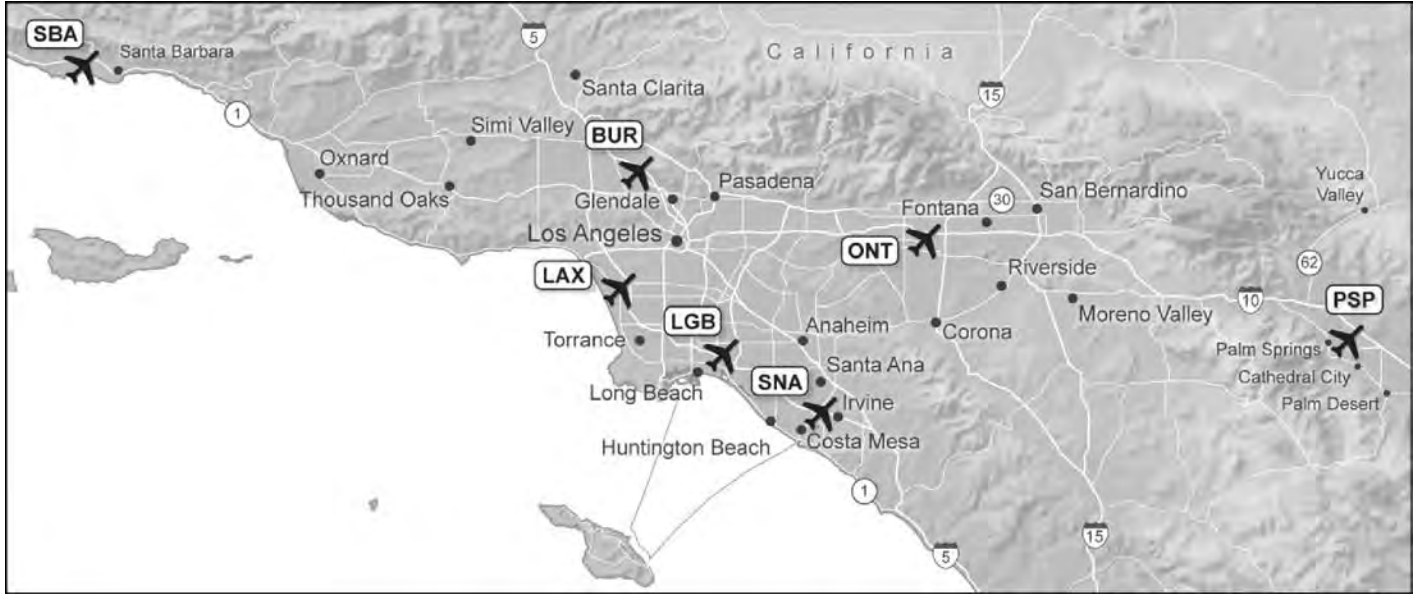 SBA
Santa Barbara
5
California
Santa Clarita
15
1
Simi Valley
BUR
Oxnard
Thousand Oaks
Glendale
Pasadena
Los Angeles
Fontana
30
San Bernardino
Yucca
Valley
ONT
Riverside
62
LAX
LGB
Torrance
Anaheim
Corona
Moreno Valley
10
PSP
Long Beach
SNA
Santa Ana
Irvine
Palm Springs
Cathedral City
Palm Desert
Huntington Beach
Costa Mesa
1
15
5